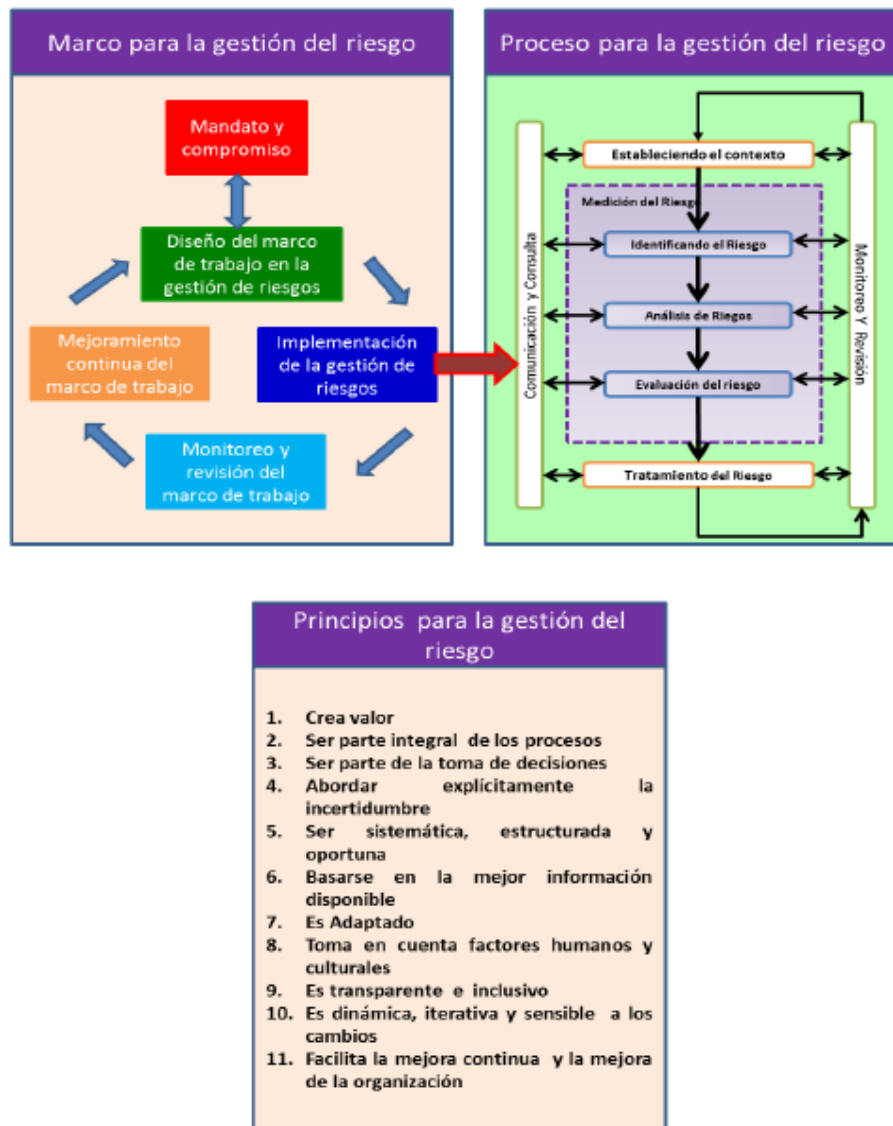 Marco para la gestión del riesgo
Mandato y
compromiso
Diseño del marco
de trabajo en la
gestión de riesgos
Mejoramiento
continua del
marco de trabajo
Implementación
de la gestión de
riesgos
Monitoreo y
revisión del
marco de trabajo
Proceso para la gestión del riesgo
Comunicación y Consulta
Estableciendo el contexto
Medición del Riesgo
Identificando el Riesgo
Análisis de Riegos
Evaluación del riesgo
Tratamiento del Riesgo
Monitoreo Y Revisión
Principios para la gestión del
riesgo
1. Crea valor
2. Ser parte integral de los procesos
3. Ser parte de la toma de decisiones
4. Abordar explícitamente la
incertidumbre
5. Ser sistemática, estructurada y
oportuna
6. Basarse en la mejor información
disponible
7. Es Adaptado
8. Toma en cuenta factores humanos y
culturales
9. Es transparente e inclusivo
10. Es dinámica, iterativa y sensible a los
cambios
11. Facilita la mejora continua y la mejora
de la organización